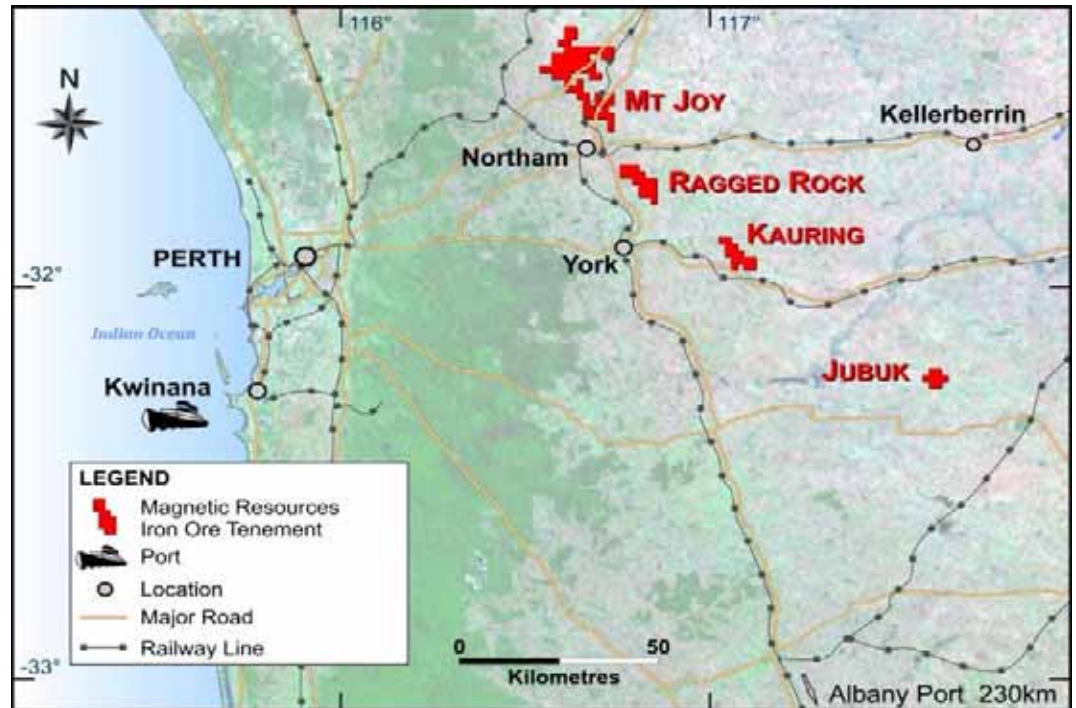 116°
117°
N
MT JOY
Kellerberrin
Northam
RAGGED ROCK
KAURING
PERTH
York
-32°
Indian Ocean
JUBUK
Kwinana
LEGEND
Magnetic Resources
Iron Ore Tenement
Port
Location
Major Road
Railway Line
0 50
Kilometres
-33°
Albany Port 230km